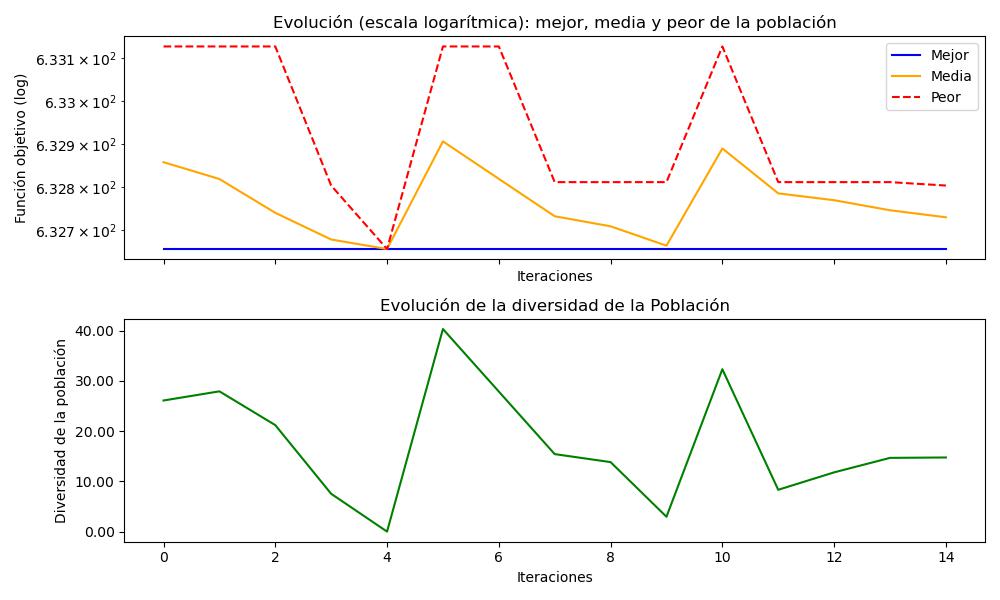 Evolución (escala logarítmica): mejor, media y peor de la población
Función objetivo (log)
6.331 × 10²
6.33 × 10²
6.329 × 10²
6.328 × 10²
6.327 × 10²
Mejor
Media
Peor
Iteraciones
Evolución de la diversidad de la Población
Diversidad de la población
40.00
30.00
20.00
10.00
0.00
0 2 4 6 8 10 12 14
Iteraciones